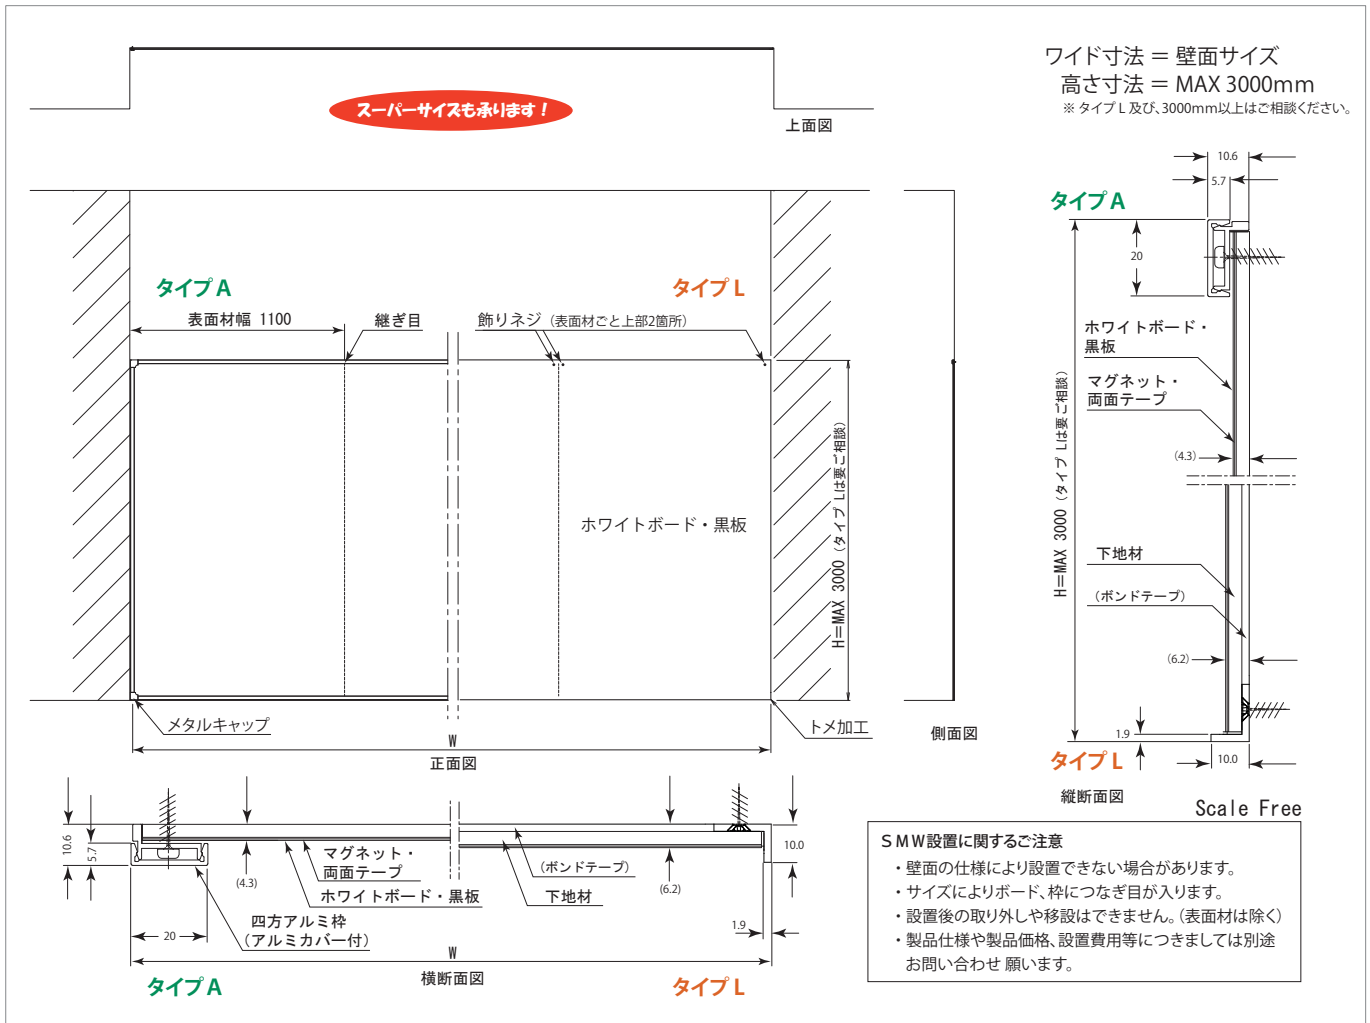 ワイド寸法 = 壁面サイズ
高さ寸法 = MAX 3000mm
※ タイプ L 及び、3000mm以上はご相談ください。
スーパーサイズも承ります！
上面図
タイプ A
タイプ L
表面材幅 1100
継ぎ目
飾りネジ (表面材ごと上部2箇所)
ホワイトボード・黒板
H=MAX 3000 (タイプ Lは要ご相談)
メタルキャップ
トメ加工
W
正面図
側面図
10.6
5.7
タイプ A
20
ホワイトボード・
黒板
マグネット・
両面テープ
(4.3)
H=MAX 3000 (タイプ Lは要ご相談)
下地材
(ボンドテープ)
(6.2)
1.9
10.0
タイプ L
縦断面図
Scale Free
10.6
5.7
(4.3)
マグネット・
両面テープ
ホワイトボード・黒板
四方アルミ枠
(アルミカバー付)
20
(ボンドテープ)
下地材
(6.2)
10.0
1.9
W
横断面図
タイプ A
タイプ L
SMW設置に関するご注意
・壁面の仕様により設置できない場合があります。
・サイズによりボード、枠につなぎ目が入ります。
・設置後の取り外しや移設はできません。(表面材は除く)
・製品仕様や製品価格、設置費用等につきましては別途
お問い合わせ 願います。